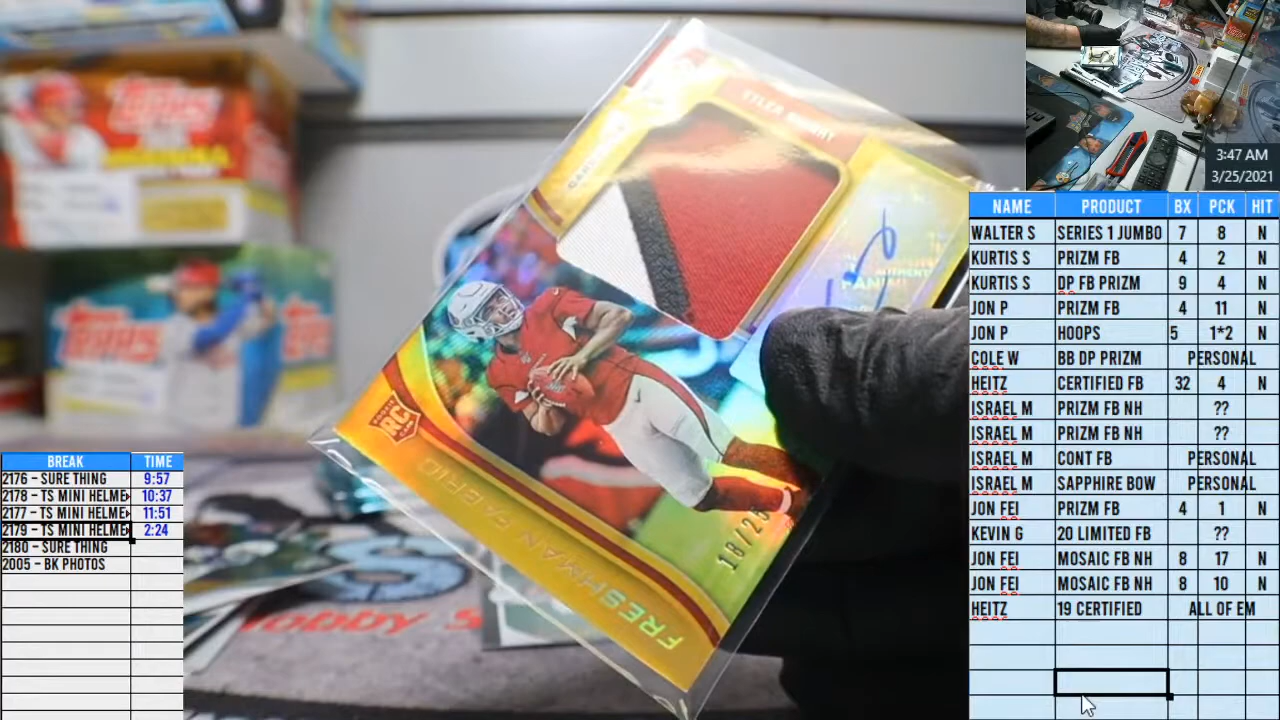 3:47 AM
3/25/2021
NAME PRODUCT BX PCK HIT
WALTER S SERIES 1 JUMBO 7 8 N
KURTIS S PRIZM FB 4 2 N
KURTIS S DP FB PRIZM 9 4 N
JON P PRIZM FB 4 11 N
JON P HOOPS 5 1*2 N
COLE W BB DP PRIZM PERSONAL
HEITZ CERTIFIED FB 32 4 N
ISRAEL M PRIZM FB NH ??
ISRAEL M PRIZM FB NH ??
ISRAEL M CONT FB PERSONAL
ISRAEL M SAPPHIRE BOW PERSONAL
JON FEI PRIZM FB 4 1 N
KEVIN G 20 LIMITED FB ??
JON FEI MOSAIC FB NH 8 17 N
JON FEI MOSAIC FB NH 8 10 N
HEITZ 19 CERTIFIED ALL OF EM
BREAK TIME
2176 - SURE THING 9:57
2178 - TS MINI HELME 10:37
2177 - TS MINI HELME 11:51
2179 - TS MINI HELME 2:24
2180 - SURE THING
2005 - BK PHOTOS
TOPPS
TOPPS
PANINI
RC
18/25
FRESHMAN FABRIC